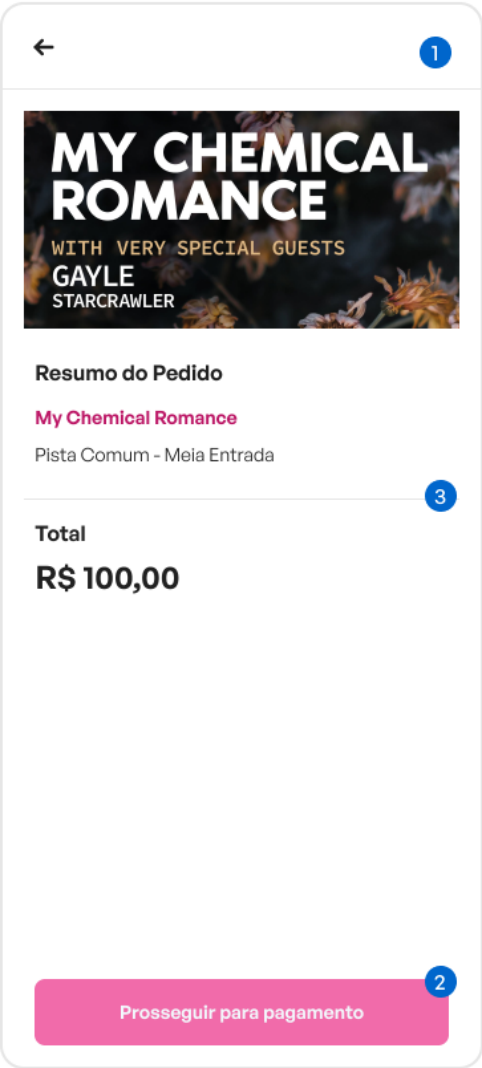 1
MY CHEMICAL
ROMANCE
WITH VERY SPECIAL GUESTS
GAYLE
STARCRAWLER
Resumo do Pedido
My Chemical Romance
Pista Comum - Meia Entrada
3
Total
R$ 100,00
2
Prosseguir para pagamento